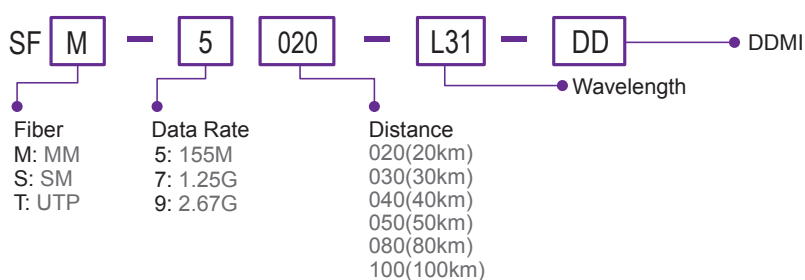 SF M - 5 020 - L31 - DD DDMI
Wavelength
Fiber Data Rate Distance
M: MM 5: 155M 020(20km)
S: SM 7: 1.25G 030(30km)
T: UTP 9: 2.67G 040(40km)
050(50km)
080(80km)
100(100km)